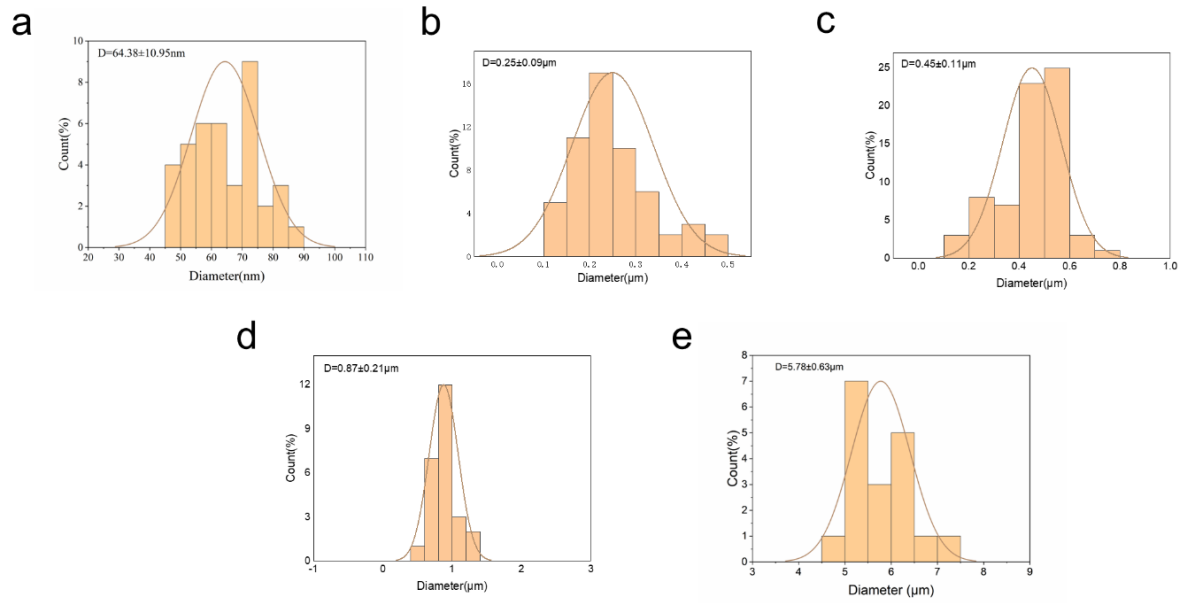 a
D=64.38±10.95nm
Count(%)
10
8
6
4
2
0
20 30 40 50 60 70 80 90 100 110
Diameter(nm)
b
D=0.25±0.09µm
Count(%)
16
12
8
4
0
0.0 0.1 0.2 0.3 0.4 0.5
Diameter(µm)
c
D=0.45±0.11µm
Count(%)
25
20
15
10
5
0
0.0 0.2 0.4 0.6 0.8 1.0
Diameter(µm)
d
D=0.87±0.21µm
Count(%)
12
9
6
3
0
-1 0 1 2 3
Diameter(µm)
e
D=5.78±0.63µm
Count(%)
8
7
6
5
4
3
2
1
0
3 4 5 6 7 8 9
Diameter (µm)